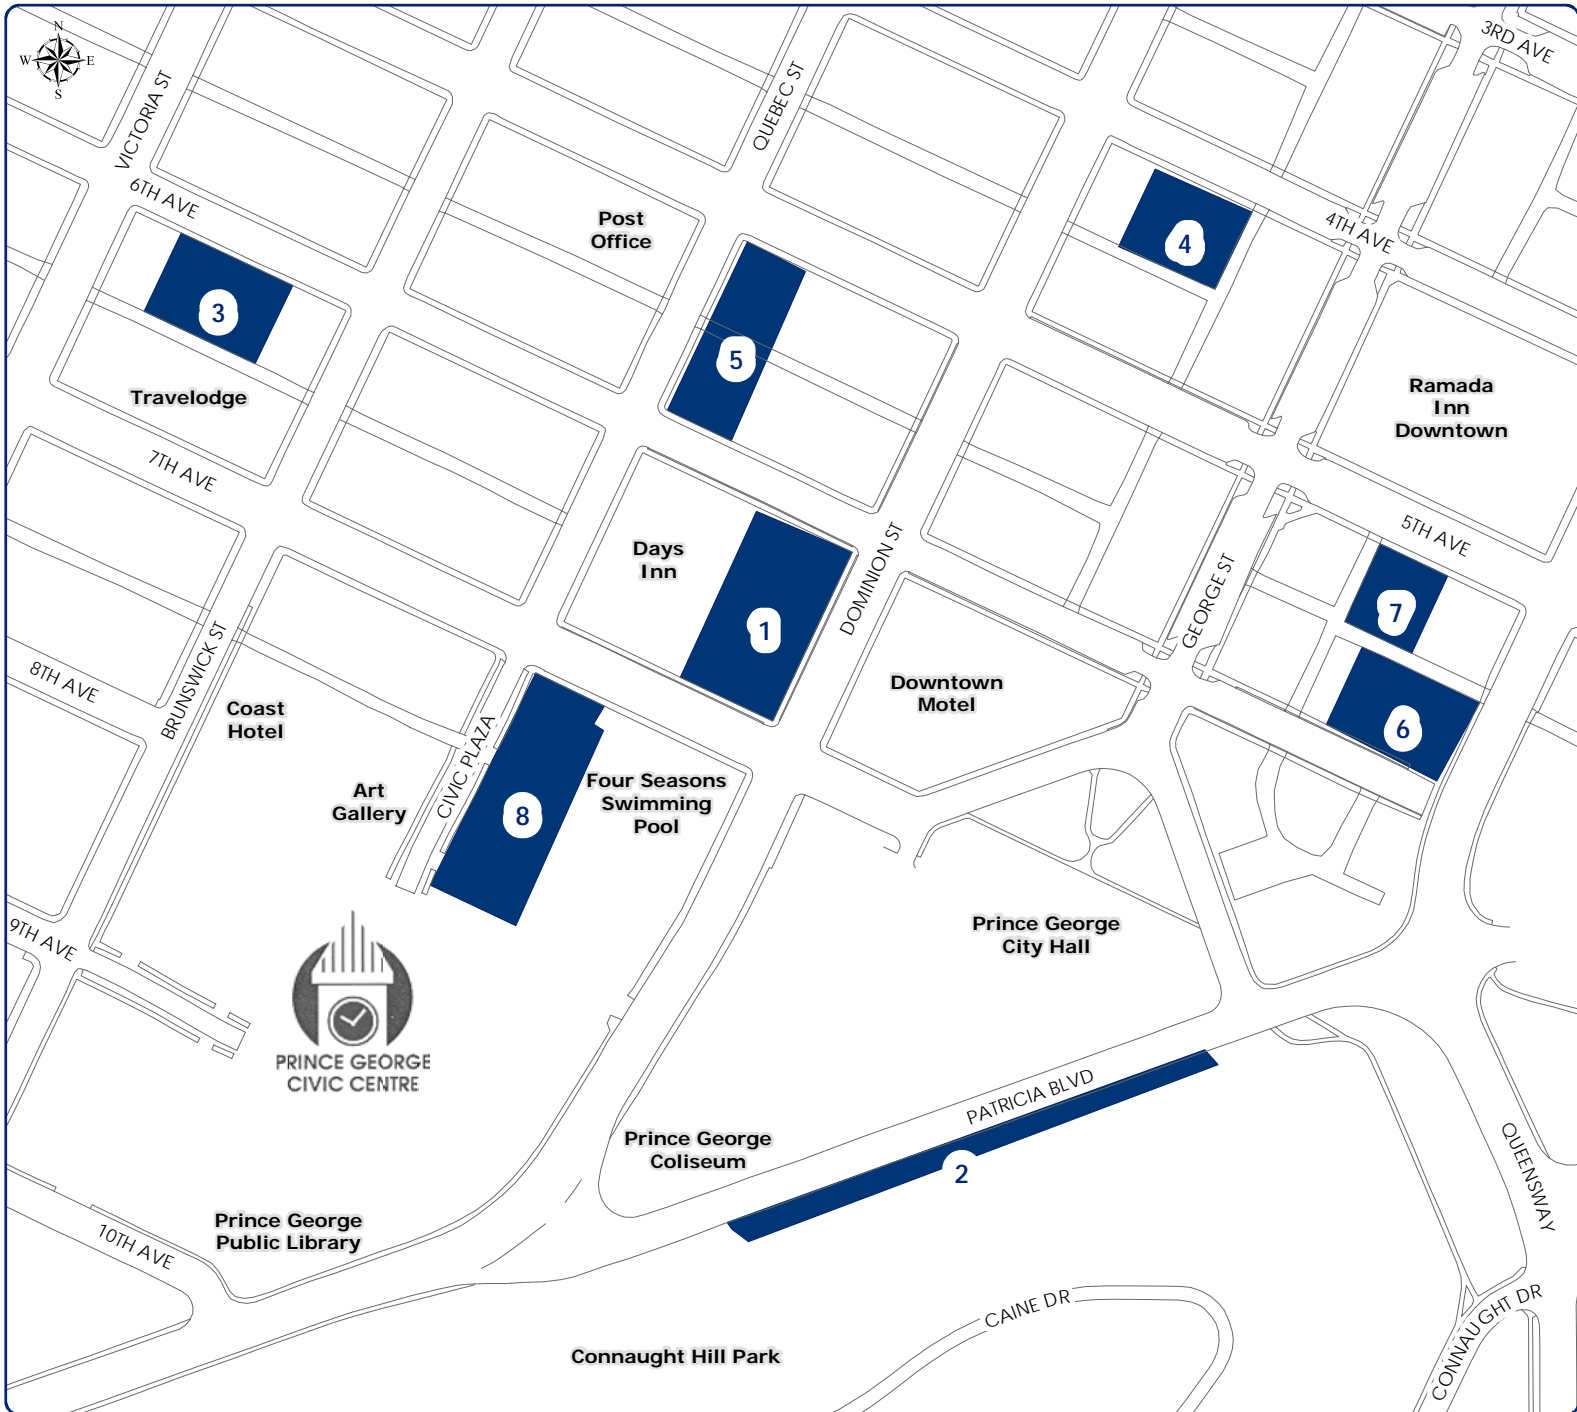 N
W E
S
3RD AVE
VICTORIA ST
QUEBEC ST
6TH AVE
Post
Office
4
4TH AVE
3
5
Travelodge
Ramada
Inn
Downtown
7TH AVE
5TH AVE
Days
Inn
DOMINION ST
GEORGE ST
7
1
8TH AVE
BRUNSWICK ST
Coast
Hotel
Downtown
Motel
6
CIVIC PLAZA
Art
Gallery
8
Four Seasons
Swimming
Pool
9TH AVE
Prince George
City Hall
PRINCE GEORGE
CIVIC CENTRE
PATRICIA BLVD
Prince George
Coliseum
2
QUEENSWAY
Prince George
Public Library
10TH AVE
CAINE DR
CONNAUGHT DR
Connaught Hill Park